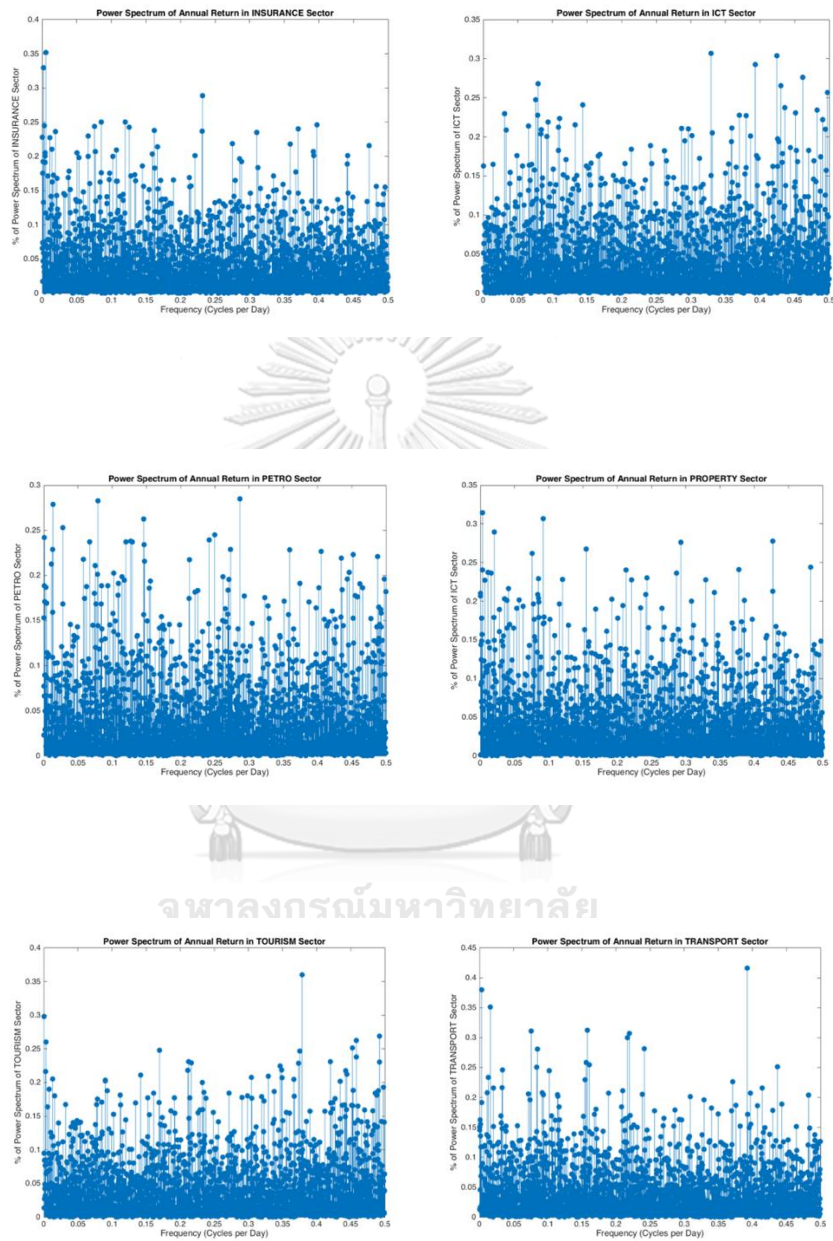 Power Spectrum of Annual Return in INSURANCE Sector
% of Power Spectrum of INSURANCE Sector
0.4
0.35
0.3
0.25
0.2
0.15
0.1
0.05
0
0 0.05 0.1 0.15 0.2 0.25 0.3 0.35 0.4 0.45 0.5
Frequency (Cycles per Day)
Power Spectrum of Annual Return in ICT Sector
% of Power Spectrum of ICT Sector
0.35
0.3
0.25
0.2
0.15
0.1
0.05
0
0 0.05 0.1 0.15 0.2 0.25 0.3 0.35 0.4 0.45 0.5
Frequency (Cycles per Day)
Power Spectrum of Annual Return in PETRO Sector
% of Power Spectrum of PETRO Sector
0.3
0.25
0.2
0.15
0.1
0.05
0
0 0.05 0.1 0.15 0.2 0.25 0.3 0.35 0.4 0.45 0.5
Frequency (Cycles per Day)
Power Spectrum of Annual Return in PROPERTY Sector
% of Power Spectrum of ICT Sector
0.35
0.3
0.25
0.2
0.15
0.1
0.05
0
0 0.05 0.1 0.15 0.2 0.25 0.3 0.35 0.4 0.45 0.5
Frequency (Cycles per Day)
จุฬาลงกรณ์มหาวิทยาลัย
Power Spectrum of Annual Return in TOURISM Sector
% of Power Spectrum of TOURISM Sector
0.4
0.35
0.3
0.25
0.2
0.15
0.1
0.05
0
0 0.05 0.1 0.15 0.2 0.25 0.3 0.35 0.4 0.45 0.5
Frequency (Cycles per Day)
Power Spectrum of Annual Return in TRANSPORT Sector
% of Power Spectrum of TRANSPORT Sector
0.45
0.4
0.35
0.3
0.25
0.2
0.15
0.1
0.05
0
0 0.05 0.1 0.15 0.2 0.25 0.3 0.35 0.4 0.45 0.5
Frequency (Cycles per Day)